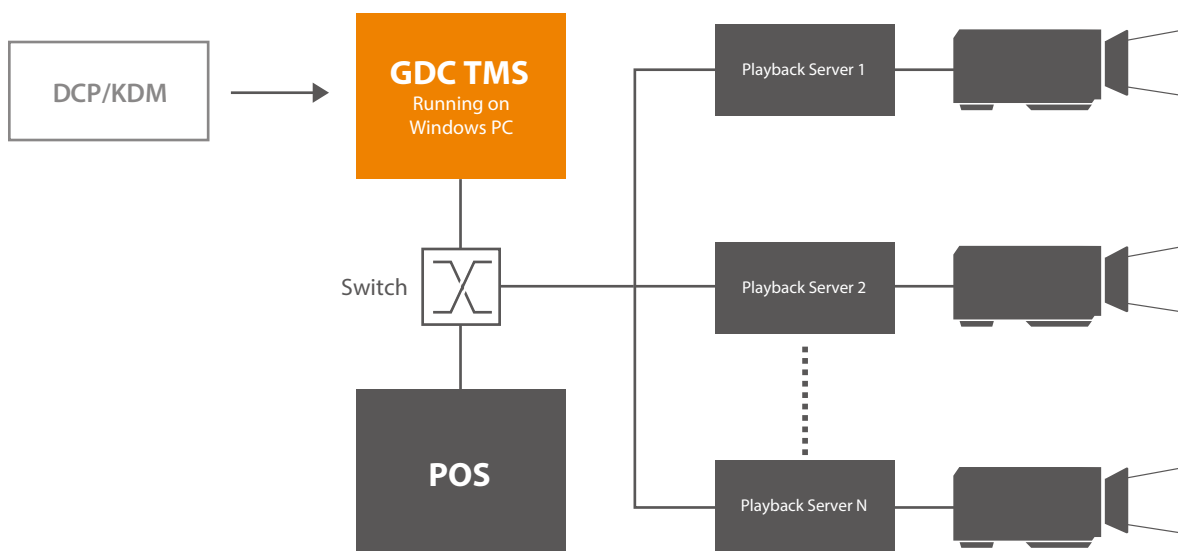 DCP/KDM
GDC TMS
Running on
Windows PC
Switch
POS
Playback Server 1
Playback Server 2
Playback Server N